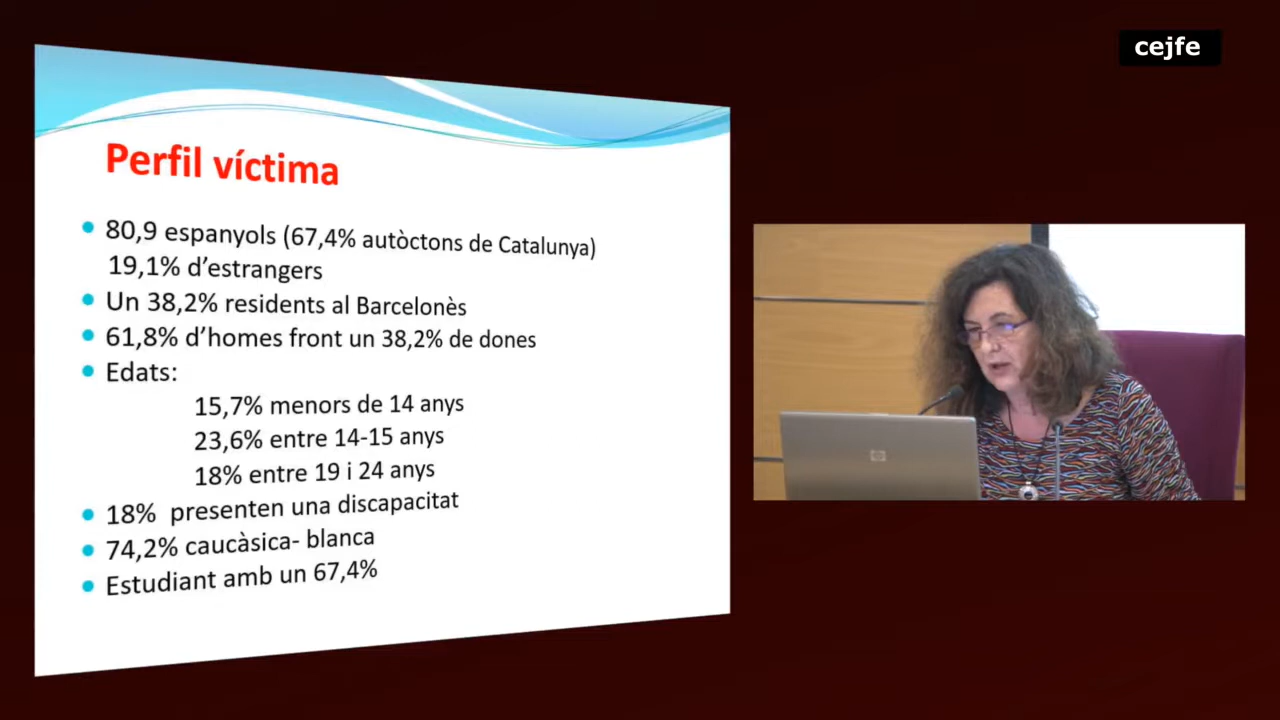 cejfe
Perfil víctima
80,9 espanyols (67,4% autòctons de Catalunya)
19,1% d’estrangers
Un 38,2% residents al Barcelonès
61,8% d’homes front un 38,2% de dones
Edats:
15,7% menors de 14 anys
23,6% entre 14-15 anys
18% entre 19 i 24 anys
18% presenten una discapacitat
74,2% caucàsica- blanca
Estudiant amb un 67,4%